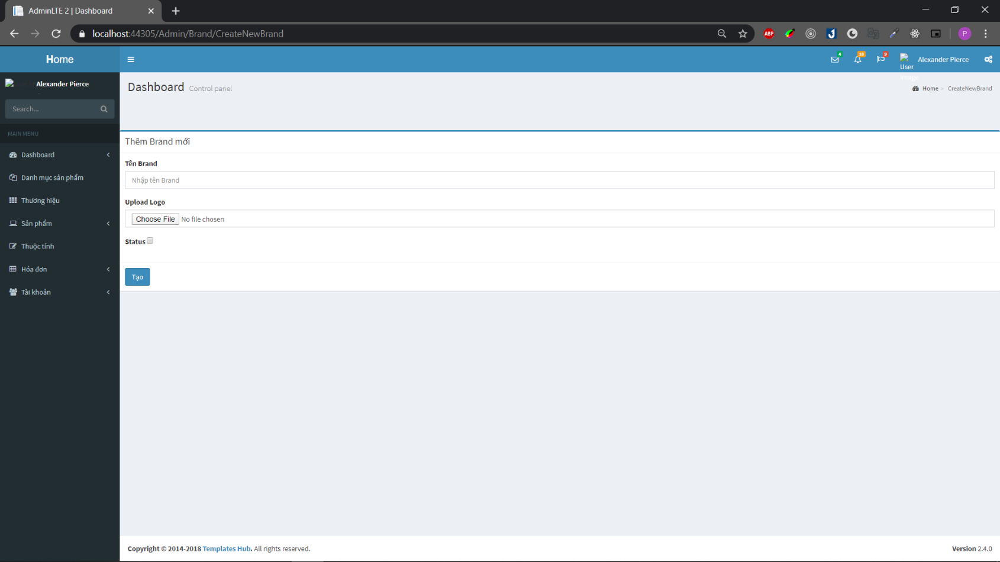 AdminLTE 2 | Dashboard
localhost:44305/Admin/Brand/CreateNewBrand
ABP
P
Home
4
10
9
User
Image
Alexander Pierce
Alexander Pierce
Dashboard Control panel
Home > CreateNewBrand
Search...
MAIN MENU
Dashboard
Danh mục sản phẩm
Thương hiệu
Sản phẩm
Thuộc tính
Hóa đơn
Tài khoản
Thêm Brand mới
Tên Brand
Nhập tên Brand
Upload Logo
Choose File No file chosen
Status
Tạo
Copyright © 2014-2018 Templates Hub. All rights reserved.
Version 2.4.0